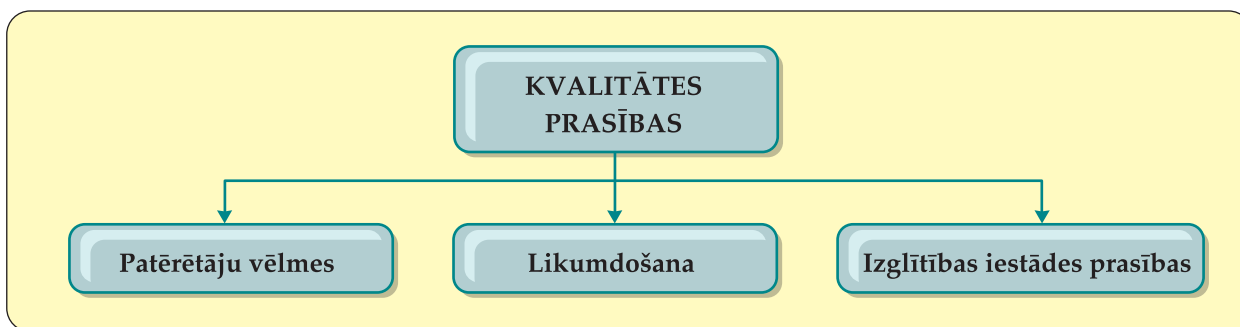 KVALITĀTES
PRASĪBAS
Patērētāju vēlmes
Likumdošana
Izglītības iestādes prasības